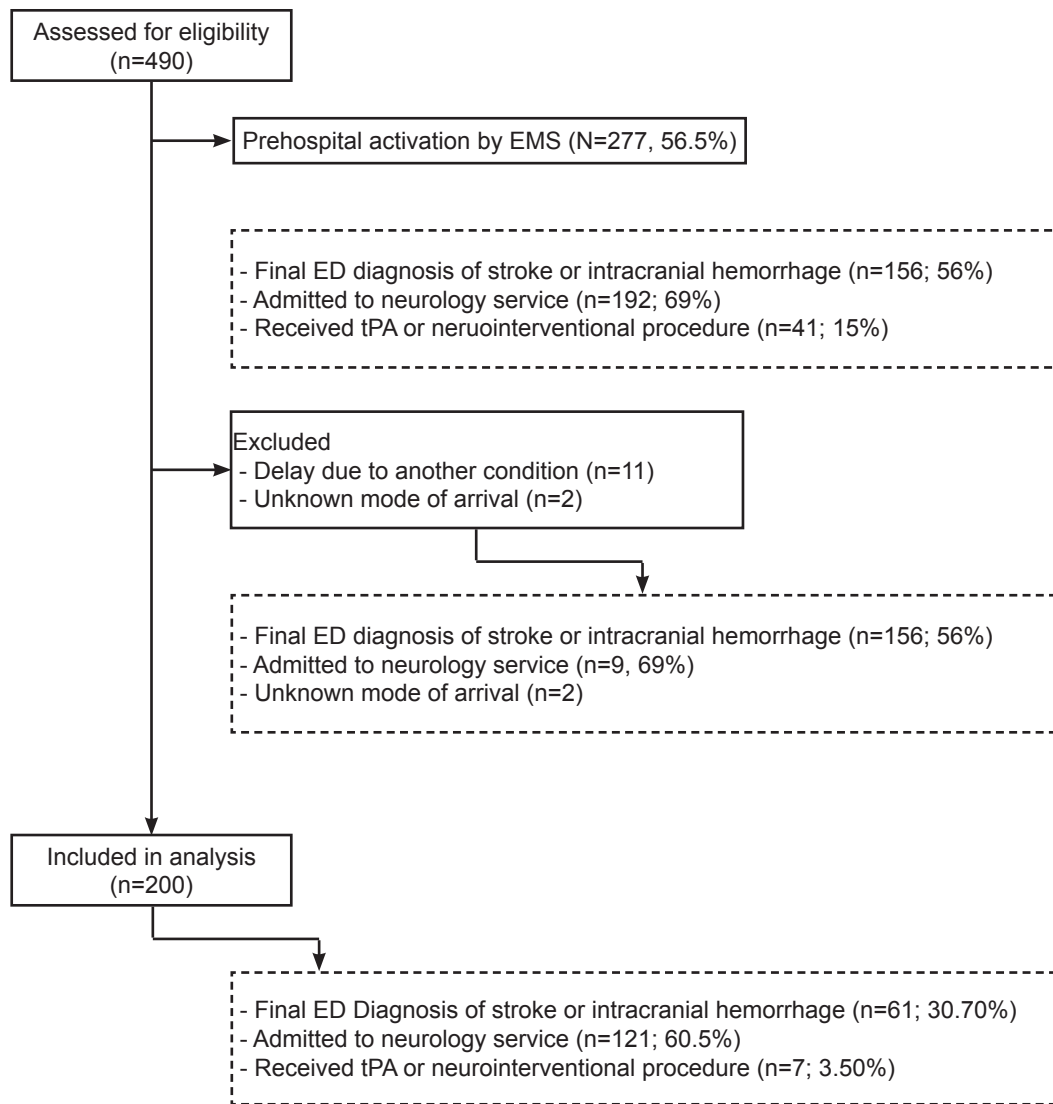 Assessed for eligibility
(n=490)
Prehospital activation by EMS (N=277, 56.5%)
- Final ED diagnosis of stroke or intracranial hemorrhage (n=156; 56%)
- Admitted to neurology service (n=192; 69%)
- Received tPA or neruointerventional procedure (n=41; 15%)
Excluded
- Delay due to another condition (n=11)
- Unknown mode of arrival (n=2)
- Final ED diagnosis of stroke or intracranial hemorrhage (n=156; 56%)
- Admitted to neurology service (n=9, 69%)
- Unknown mode of arrival (n=2)
Included in analysis
(n=200)
- Final ED Diagnosis of stroke or intracranial hemorrhage (n=61; 30.70%)
- Admitted to neurology service (n=121; 60.5%)
- Received tPA or neurointerventional procedure (n=7; 3.50%)